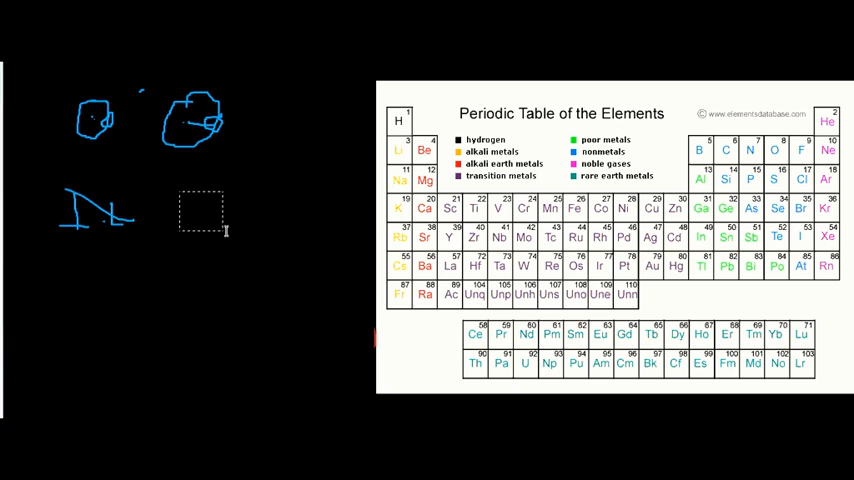 Periodic Table of the Elements
© www.elementsdatabase.com
hydrogen
alkali metals
alkali earth metals
transition metals
poor metals
nonmetals
noble gases
rare earth metals
1 H 2 He
3 Li 4 Be 5 B 6 C 7 N 8 O 9 F 10 Ne
11 Na 12 Mg 13 Al 14 Si 15 P 16 S 17 Cl 18 Ar
19 K 20 Ca 21 Sc 22 Ti 23 V 24 Cr 25 Mn 26 Fe 27 Co 28 Ni 29 Cu 30 Zn 31 Ga 32 Ge 33 As 34 Se 35 Br 36 Kr
37 Rb 38 Sr 39 Y 40 Zr 41 Nb 42 Mo 43 Tc 44 Ru 45 Rh 46 Pd 47 Ag 48 Cd 49 In 50 Sn 51 Sb 52 Te 53 I 54 Xe
55 Cs 56 Ba 57 La 72 Hf 73 Ta 74 W 75 Re 76 Os 77 Ir 78 Pt 79 Au 80 Hg 81 Tl 82 Pb 83 Bi 84 Po 85 At 86 Rn
87 Fr 88 Ra 89 Ac 104 Unq 105 Unp 106 Unh 107 Uns 108 Uno 109 Une 110 Unn
58 Ce 59 Pr 60 Nd 61 Pm 62 Sm 63 Eu 64 Gd 65 Tb 66 Dy 67 Ho 68 Er 69 Tm 70 Yb 71 Lu
90 Th 91 Pa 92 U 93 Np 94 Pu 95 Am 96 Cm 97 Bk 98 Cf 99 Es 100 Fm 101 Md 102 No 103 Lr